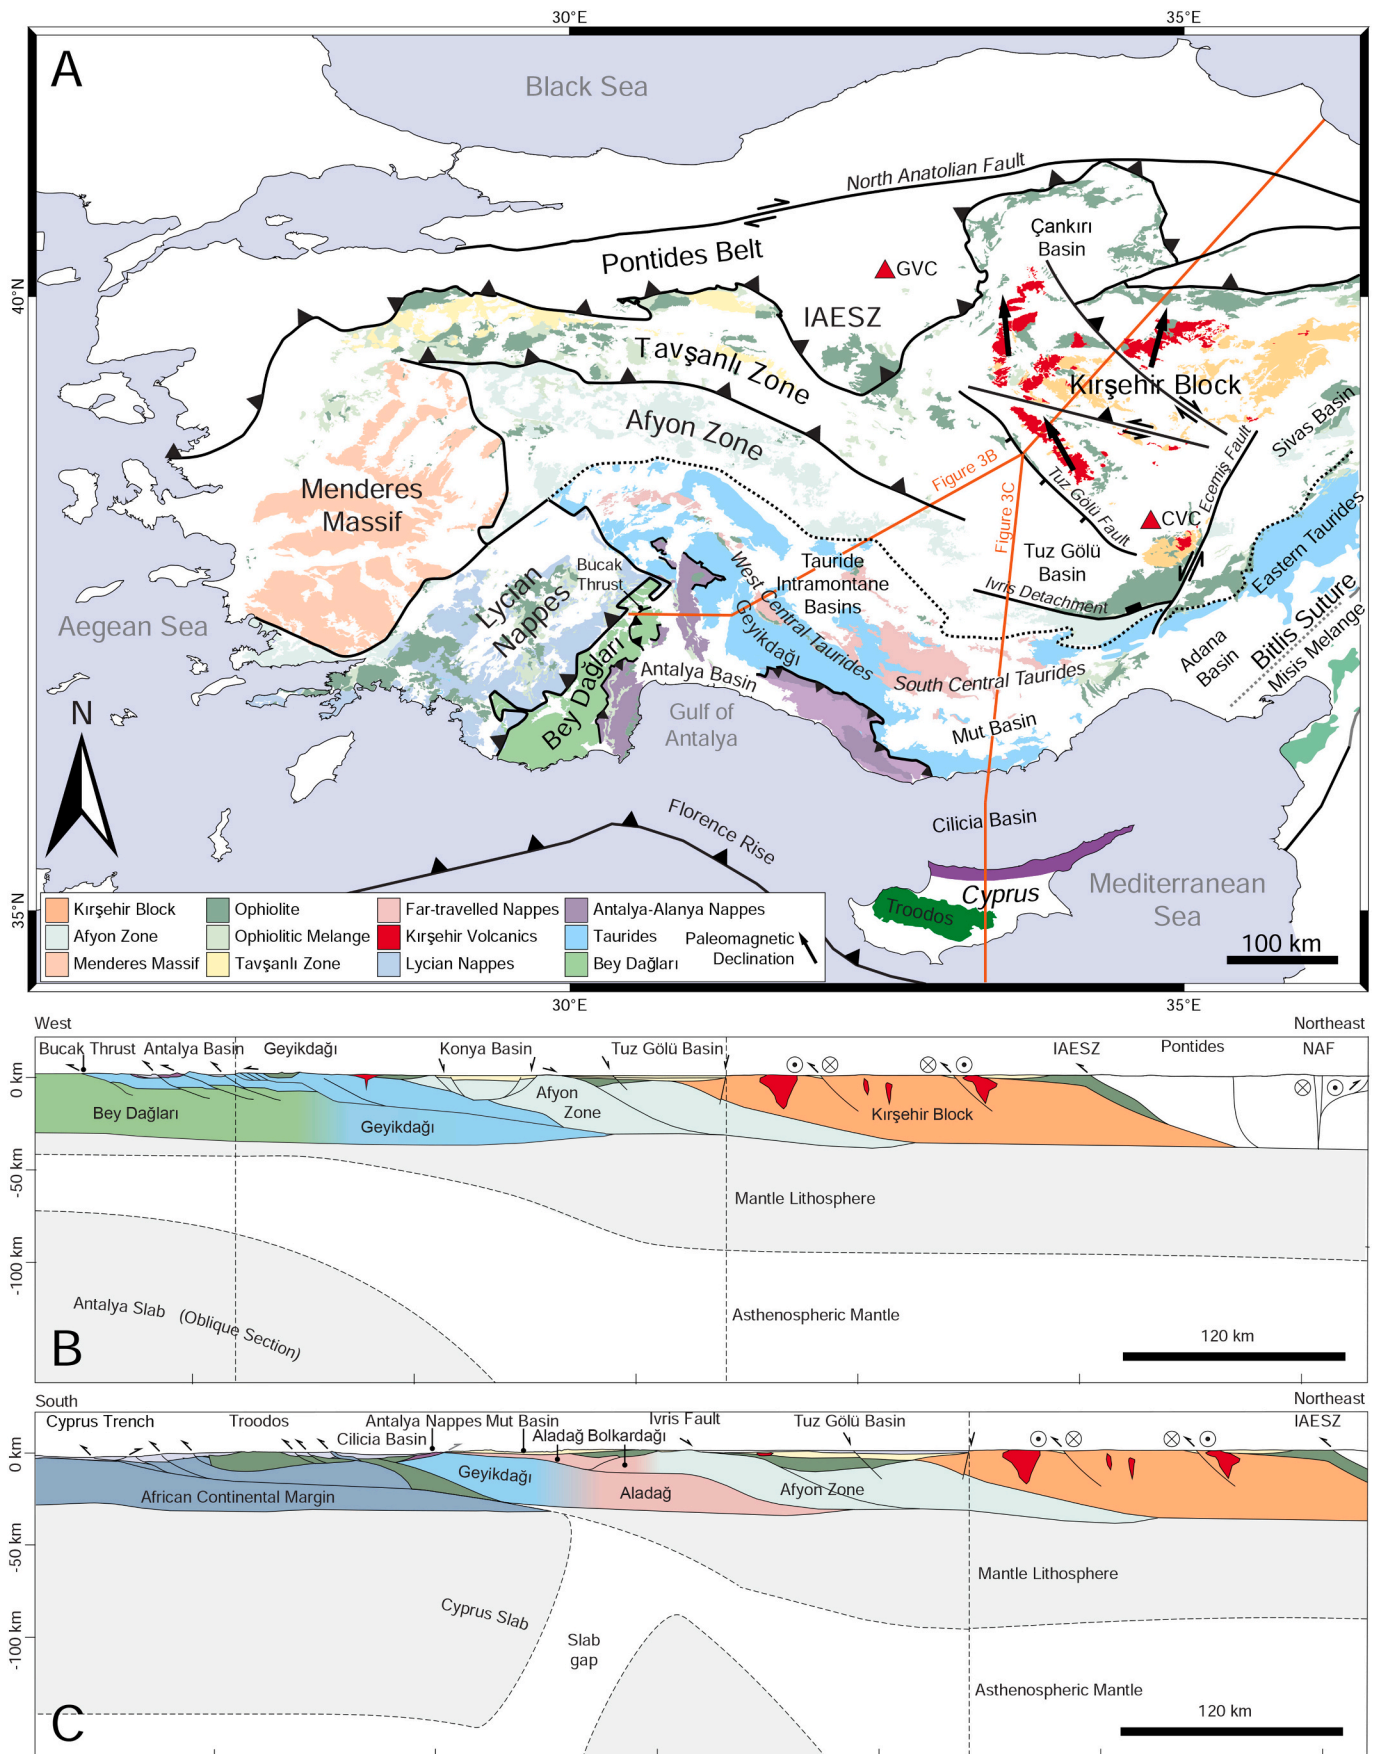 30°E
35°E
A
Black Sea
North Anatolian Fault
Çankırı
Basin
Pontides Belt
GVC
40°N
40°N
IAESZ
Tavşanlı Zone
Kırşehir Block
Afyon Zone
Sivas Basin
Figure 3B
Menderes
Massif
Tuz Gölü Fault
Ecemiş Fault
Figure 3C
CVC
Eastern Taurides
Tuz Gölü
Basin
Bucak
Thrust
Tauride
Intramontane
Basins
West Central Taurides
Ivris Detachment
Lycian
Nappes
Geyikdağı
Aegean Sea
Bitlis Suture
Misis Melange
Adana
Basin
Bey Dağları
Antalya Basin
South Central Taurides
N
Gulf of
Antalya
Mut Basin
Florence Rise
Cilicia Basin
Mediterranean
Sea
Cyprus
Troodos
35°N
Kırşehir Block
Ophiolite
Far-travelled Nappes
Antalya-Alanya Nappes
Afyon Zone
Ophiolitic Melange
Kırşehir Volcanics
Taurides
Menderes Massif
Tavşanlı Zone
Lycian Nappes
Bey Dağları
Paleomagnetic
Declination
100 km
30°E
35°E
West
Northeast
Bucak Thrust
Antalya Basin
Geyikdağı
Konya Basin
Tuz Gölü Basin
IAESZ
Pontides
NAF
0 km
Bey Dağları
Geyikdağı
Afyon
Zone
Kırşehir Block
-50 km
Mantle Lithosphere
-100 km
Antalya Slab (Oblique Section)
Asthenospheric Mantle
B
120 km
South
Northeast
Cyprus Trench
Troodos
Antalya Nappes
Mut Basin
Ivris Fault
Tuz Gölü Basin
IAESZ
Cilicia Basin
Aladağ
Bolkardağı
0 km
Geyikdağı
African Continental Margin
Aladağ
Afyon Zone
-50 km
Mantle Lithosphere
Cyprus Slab
Slab
gap
-100 km
Asthenospheric Mantle
C
120 km